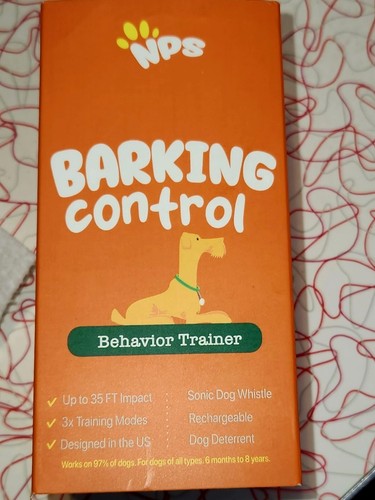 NPS
BARKING
control
Behavior Trainer
Up to 35 FT Impact
Sonic Dog Whistle
3x Training Modes
Rechargeable
Designed in the US
Dog Deterrent
Works on 97% of dogs. For dogs of all types. 6 months to 8 years.